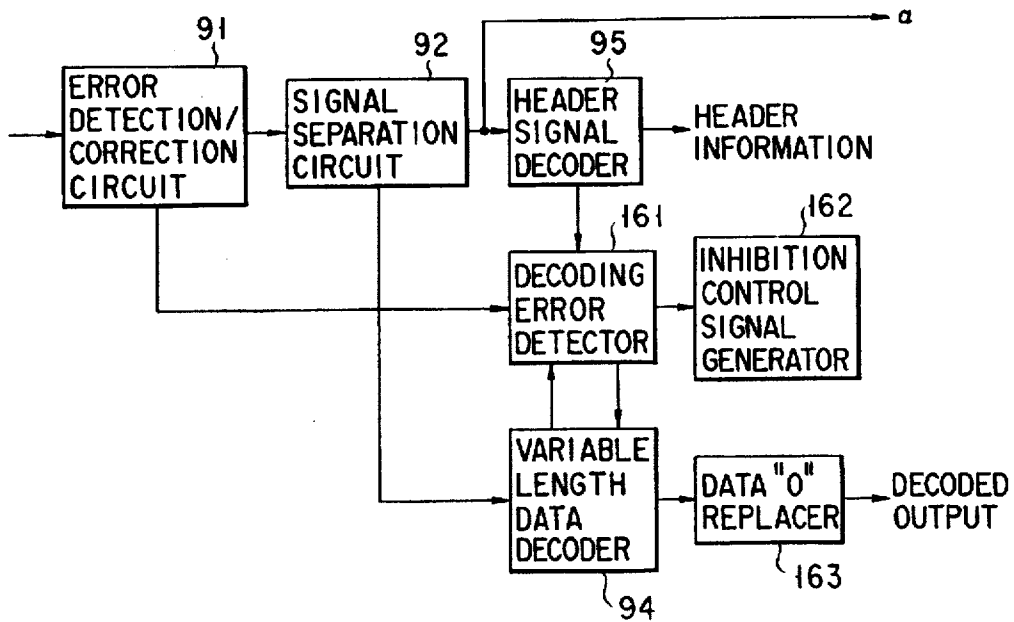 α
91
92
95
ERROR
DETECTION/
CORRECTION
CIRCUIT
SIGNAL
SEPARATION
CIRCUIT
HEADER
SIGNAL
DECODER
HEADER
INFORMATION
161
162
DECODING
ERROR
DETECTOR
INHIBITION
CONTROL
SIGNAL
GENERATOR
VARIABLE
LENGTH
DATA
DECODER
DATA "0"
REPLACER
DECODED
OUTPUT
94
163